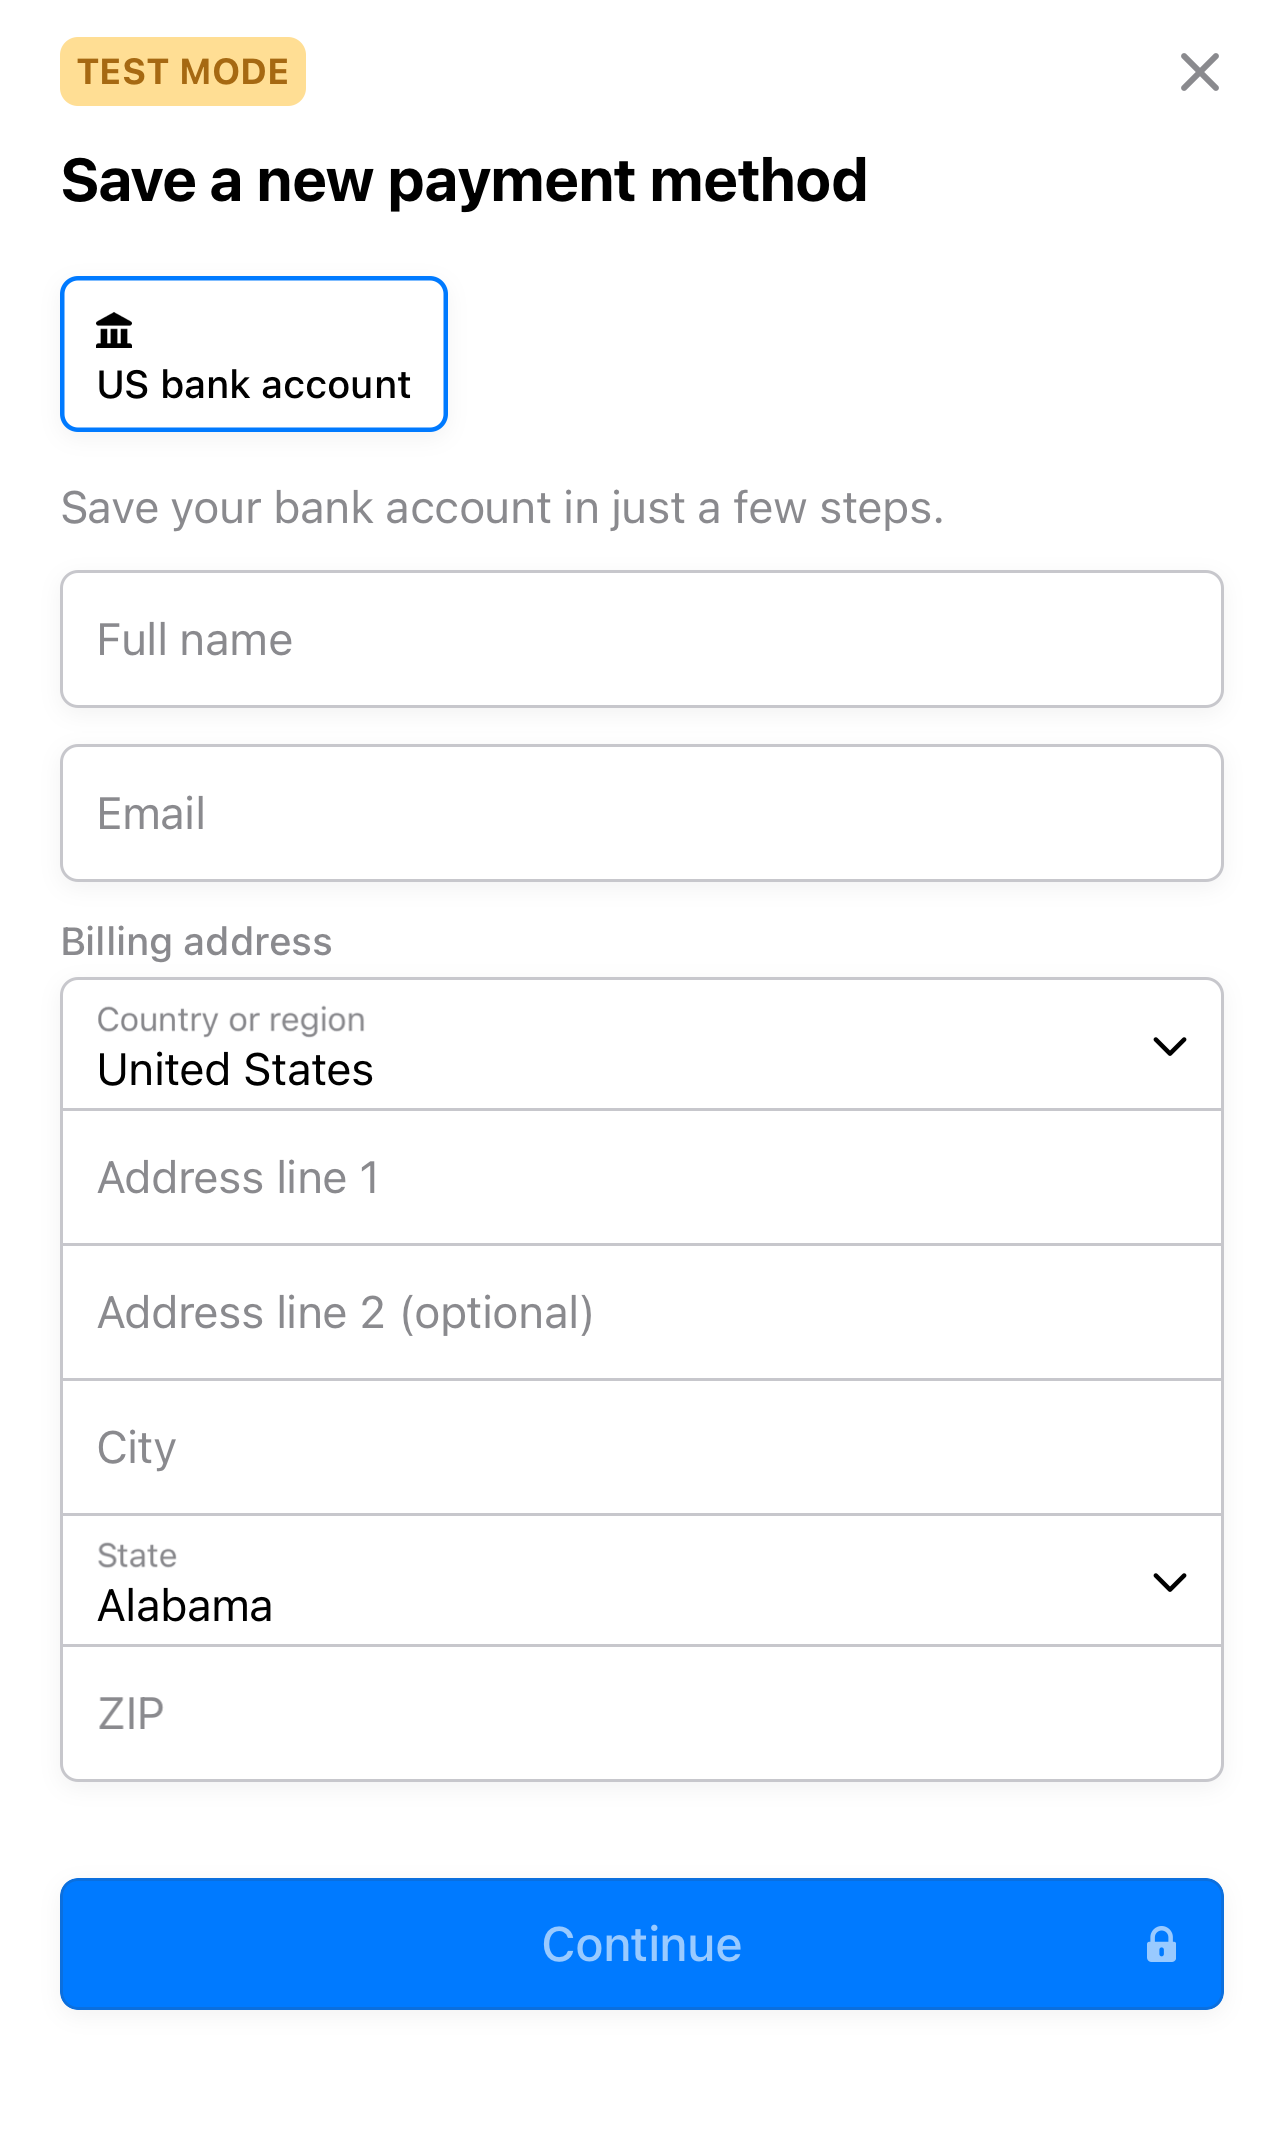 TEST MODE
Save a new payment method
US bank account
Save your bank account in just a few steps.
Full name
Email
Billing address
Country or region
United States
Address line 1
Address line 2 (optional)
City
State
Alabama
ZIP
Continue